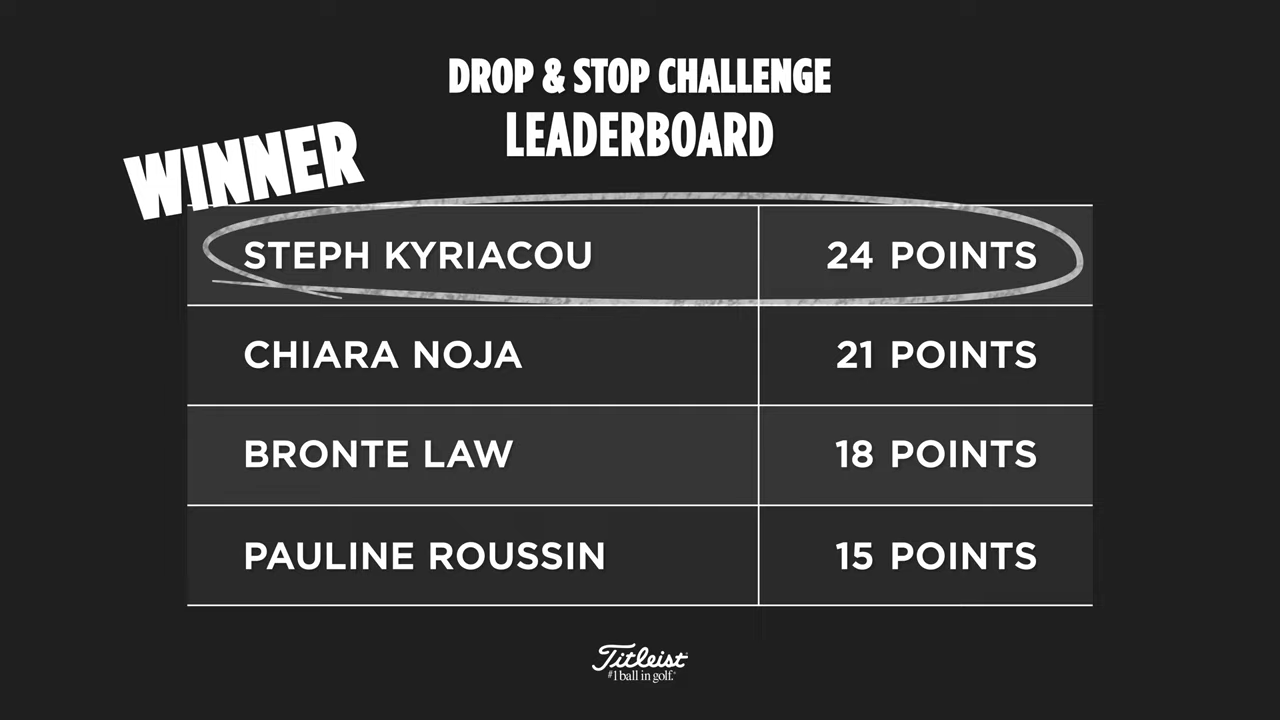 DROP & STOP CHALLENGE
LEADERBOARD
WINNER
STEPH KYRIACOU 24 POINTS
CHIARA NOJA 21 POINTS
BRONTE LAW 18 POINTS
PAULINE ROUSSIN 15 POINTS
Titleist
#1 ball in golf.®